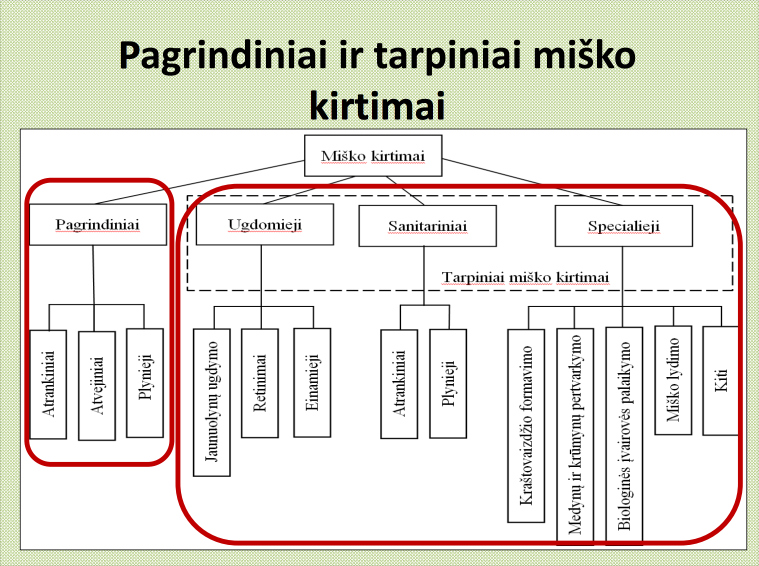 Pagrindiniai ir tarpiniai miško
kirtimai
Miško kirtimai
Pagrindiniai
Ugdomieji
Sanitariniai
Specialieji
Tarpiniai miško kirtimai
Atrankiniai
Atvejiniai
Plynieji
Jaunuolynų ugdymo
Retinimai
Einamieji
Atrankiniai
Plynieji
Kraštovaizdžio formavimo
Medynų ir krūmynų pertvarkymo
Biologinės įvairovės palaikymo
Miško lydimo
Kiti